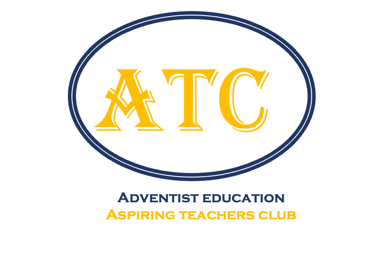 ATC
ADVENTIST EDUCATION
ASPIRING TEACHERS CLUB